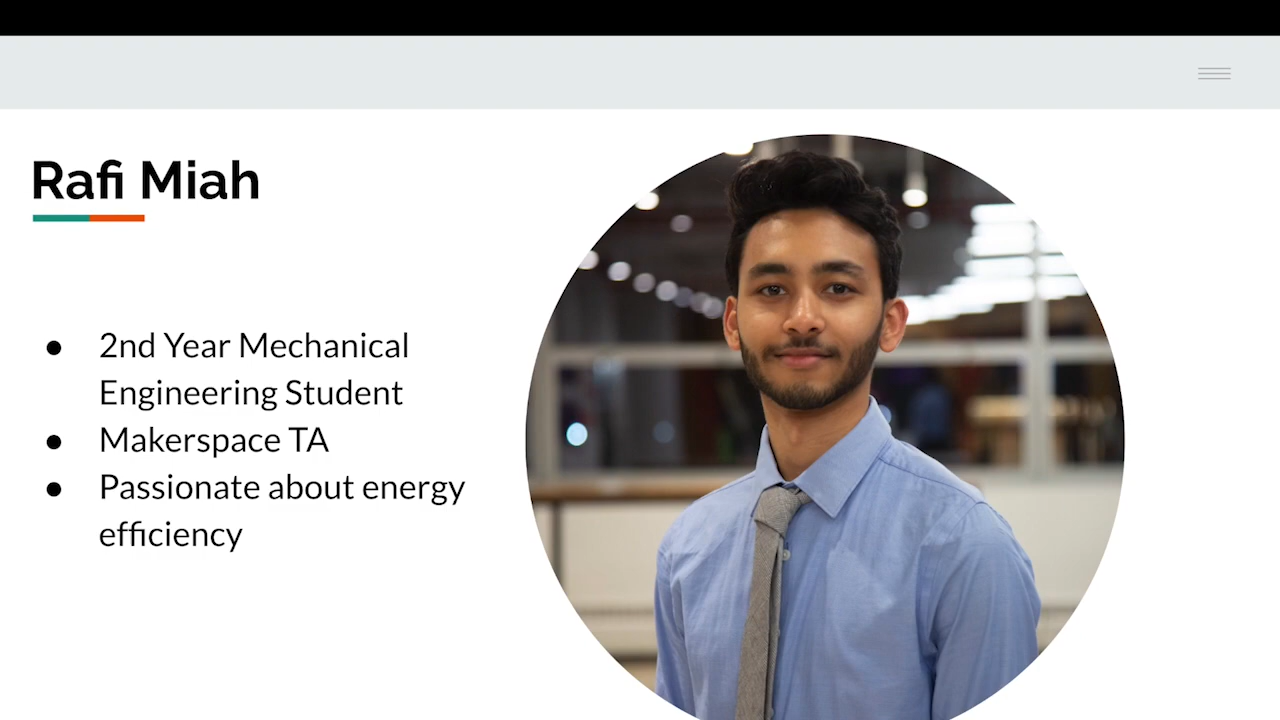 Rafi Miah
● 2nd Year Mechanical
Engineering Student
● Makerspace TA
● Passionate about energy
efficiency